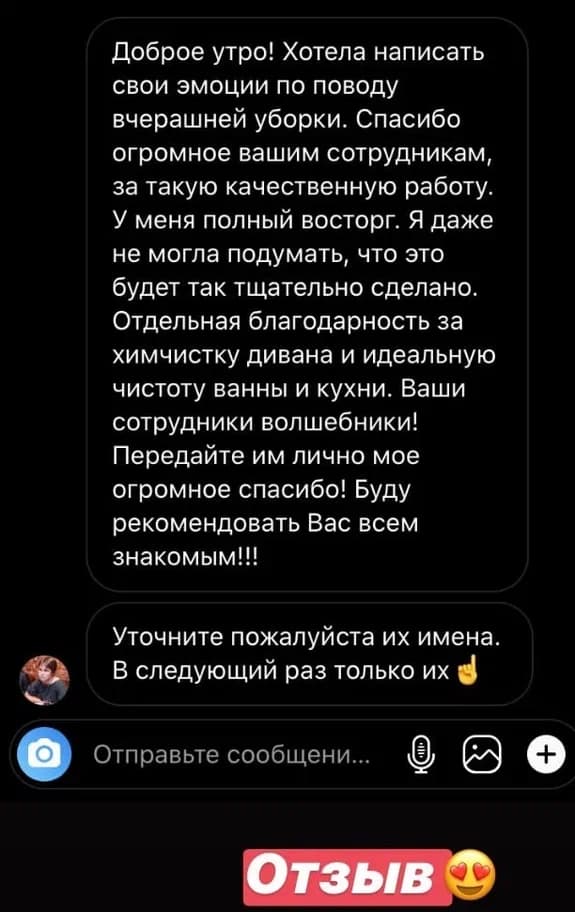 Доброе утро! Хотела написать
свои эмоции по поводу
вчерашней уборки. Спасибо
огромное вашим сотрудникам,
за такую качественную работу.
У меня полный восторг. Я даже
не могла подумать, что это
будет так тщательно сделано.
Отдельная благодарность за
химчистку дивана и идеальную
чистоту ванны и кухни. Ваши
сотрудники волшебники!
Передайте им лично мое
огромное спасибо! Буду
рекомендовать Вас всем
знакомым!!!
Уточните пожалуйста их имена.
В следующий раз только их ☝️
Отправьте сообщени...
Отзыв😍